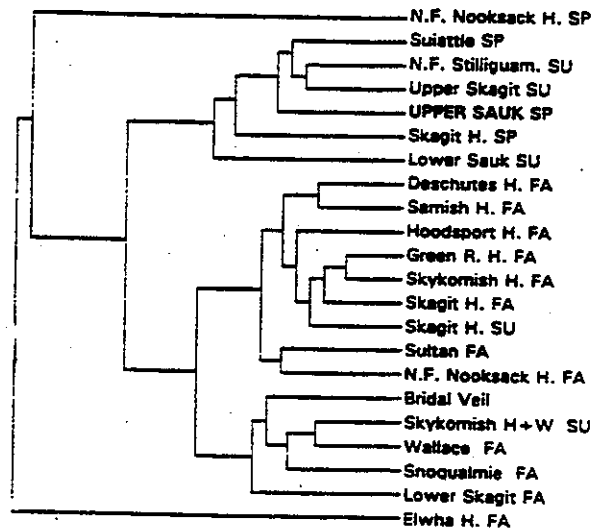 N.F. Nooksack H. SP
Suiattle SP
N.F. Stilliguam. SU
Upper Skagit SU
UPPER SAUK SP
Skagit H. SP
Lower Sauk SU
Deschutes H. FA
Samish H. FA
Hoodsport H. FA
Green R. H. FA
Skykomish H. FA
Skagit H. FA
Skagit H. SU
Sultan FA
N.F. Nooksack H. FA
Bridal Veil
Skykomish H+W SU
Wallace FA
Snoqualmie FA
Lower Skagit FA
Elwha H. FA